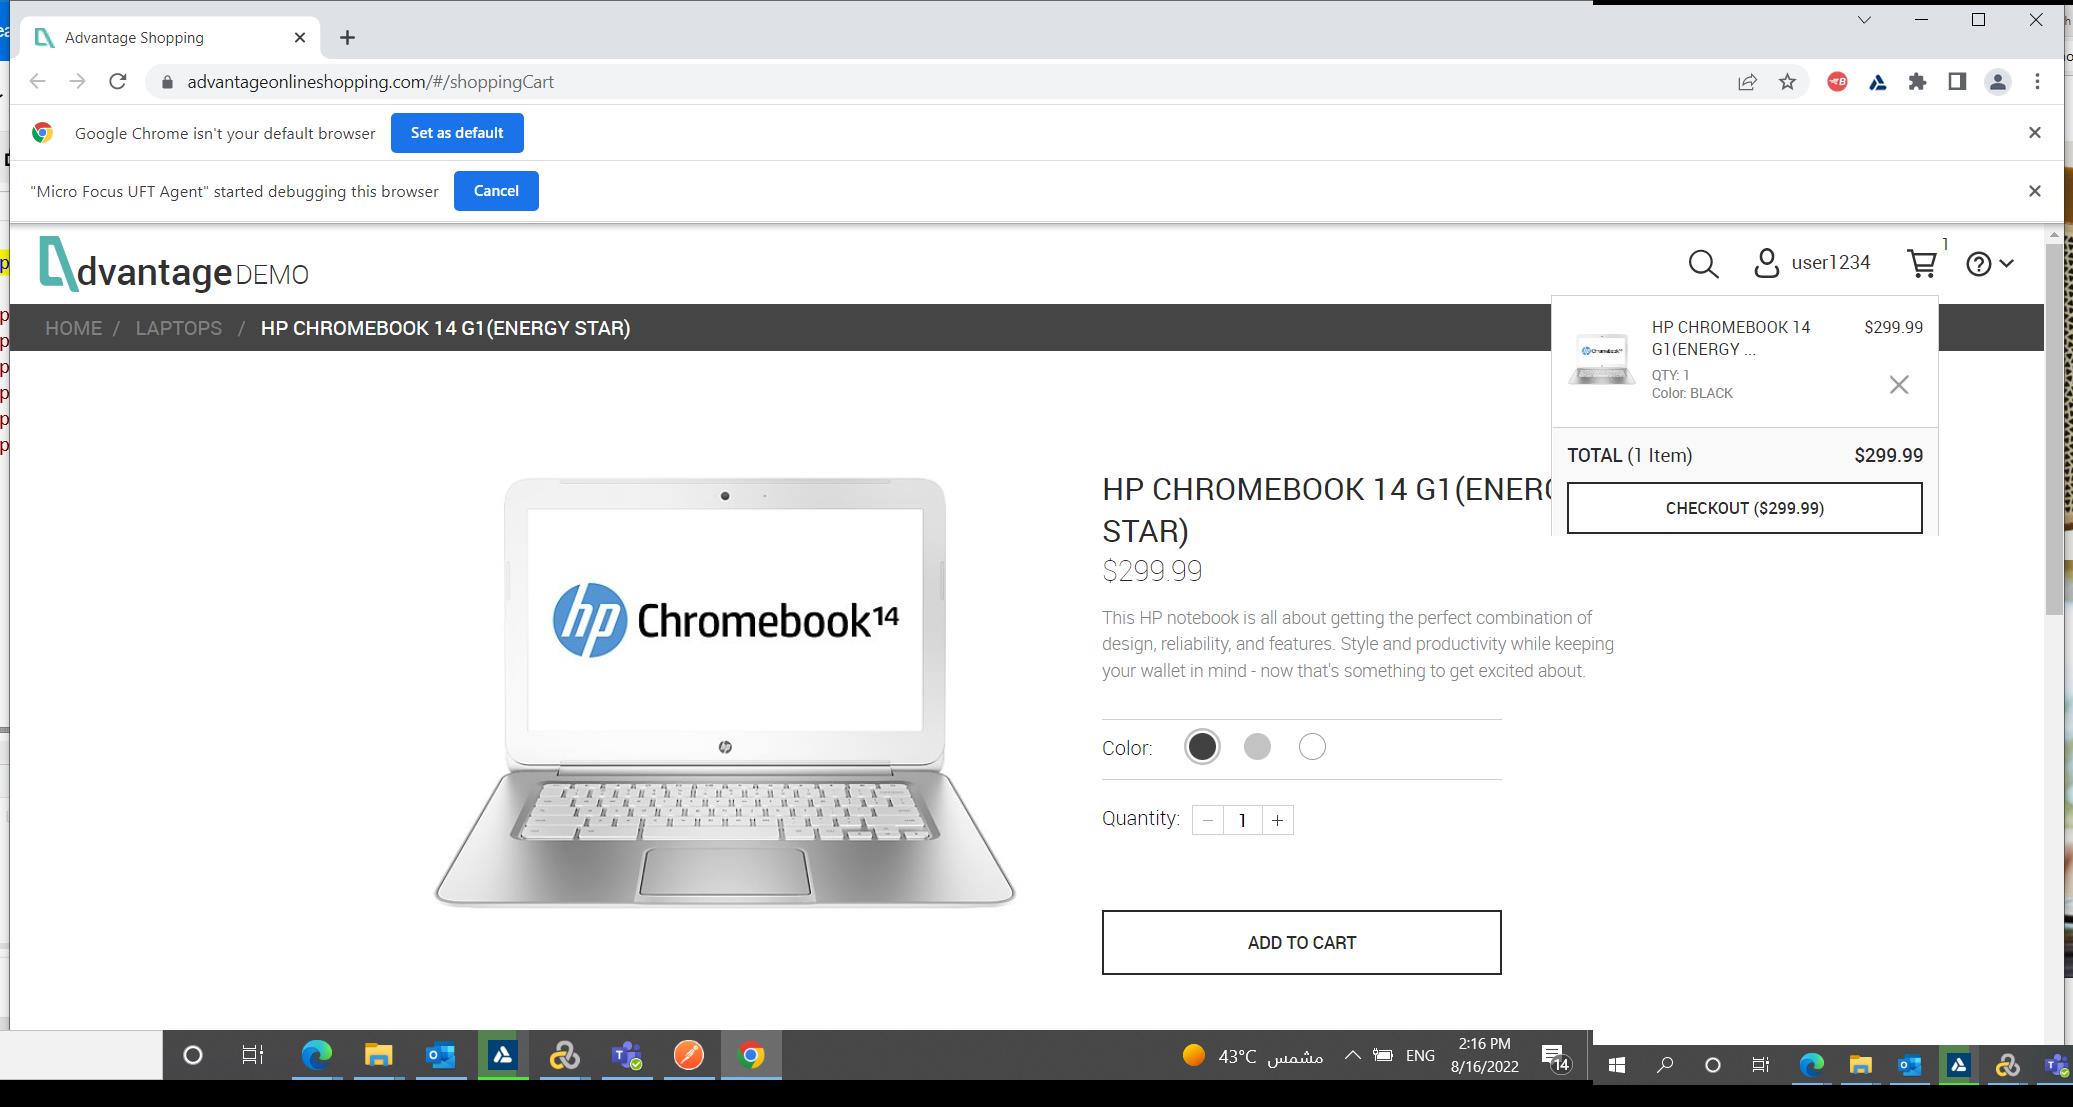 Advantage Shopping
advantageonlineshopping.com/#/shoppingCart
Google Chrome isn't your default browser
Set as default
"Micro Focus UFT Agent" started debugging this browser
Cancel
dvantage DEMO
user1234
1
HOME / LAPTOPS / HP CHROMEBOOK 14 G1(ENERGY STAR)
HP CHROMEBOOK 14 $299.99
G1(ENERGY ...
QTY: 1
Color: BLACK
TOTAL (1 Item) $299.99
CHECKOUT ($299.99)
hp Chromebook14
hp
HP CHROMEBOOK 14 G1(ENERG
STAR)
$299.99
This HP notebook is all about getting the perfect combination of
design, reliability, and features. Style and productivity while keeping
your wallet in mind - now that's something to get excited about.
Color:
Quantity: − 1 +
ADD TO CART
43°C مشمس
ENG
2:16 PM
8/16/2022
14